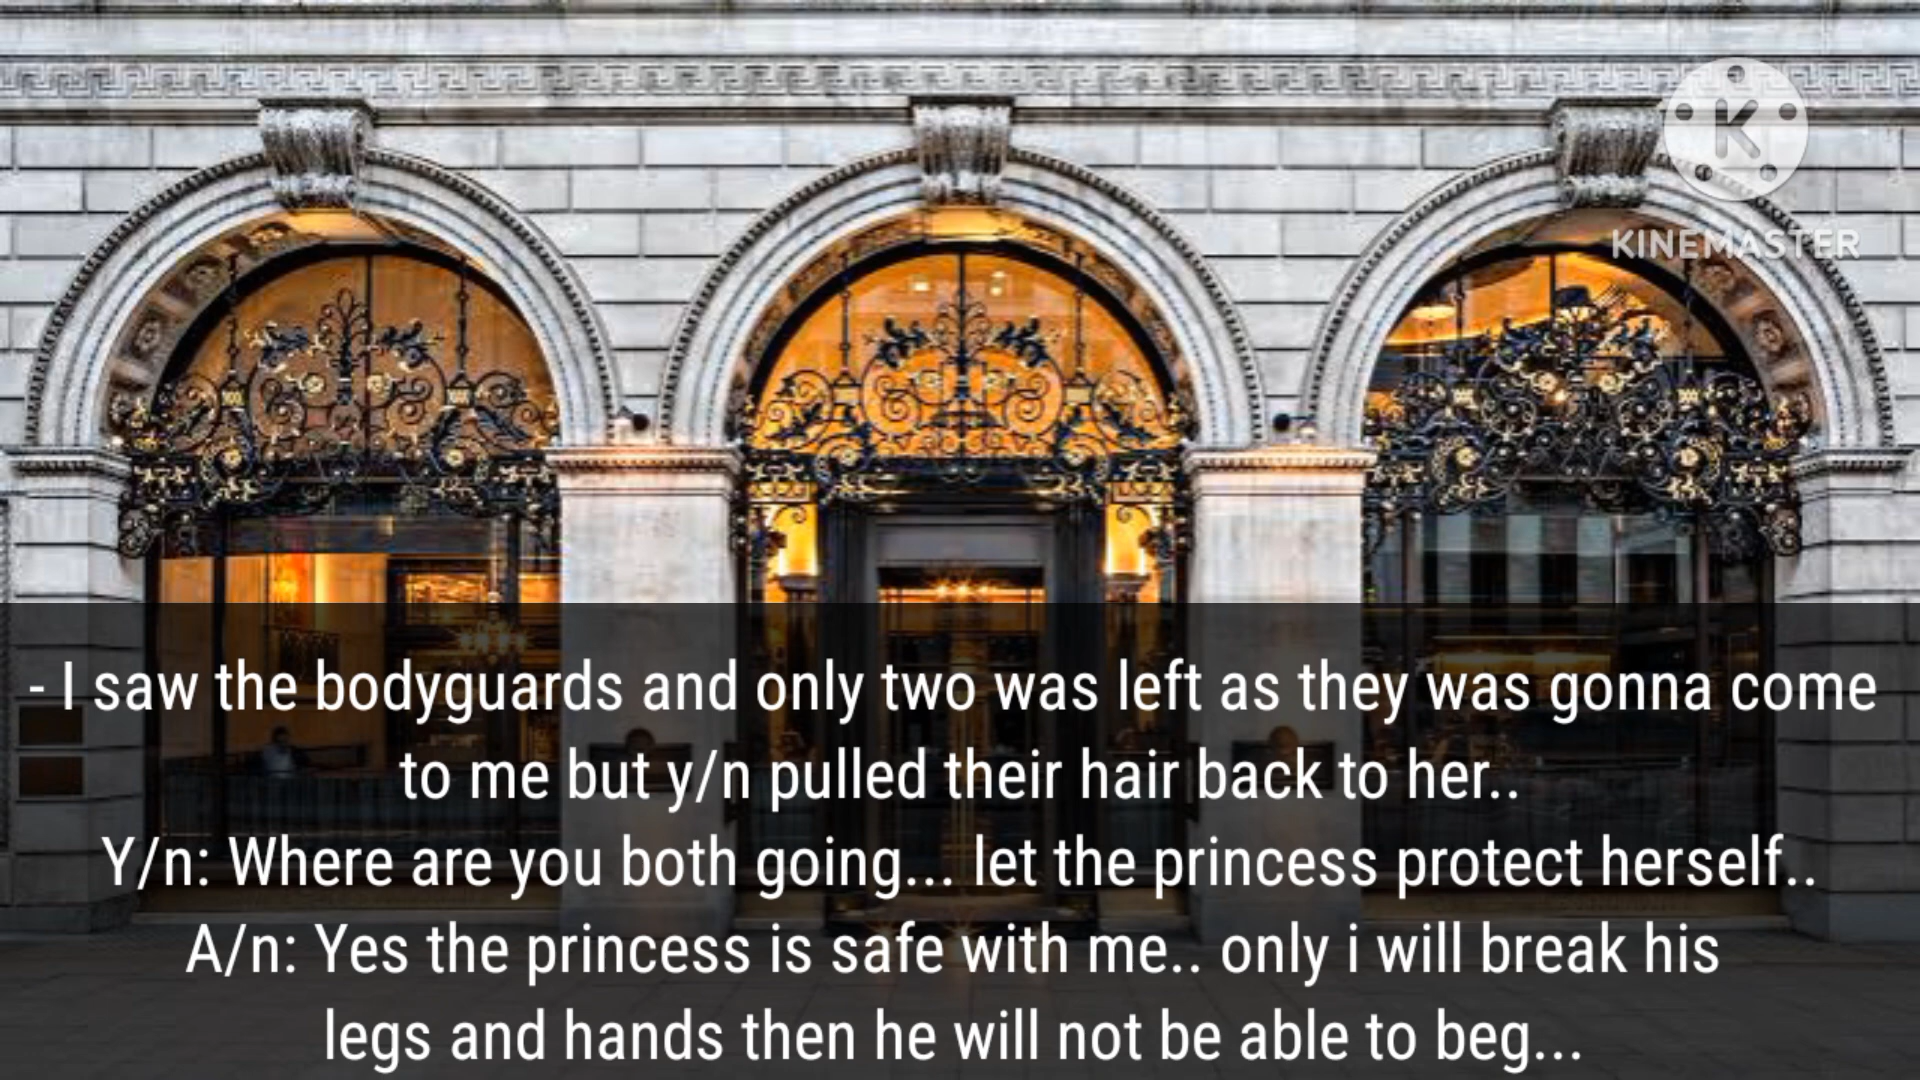 K
KINEMASTER
- I saw the bodyguards and only two was left as they was gonna come
to me but y/n pulled their hair back to her..
Y/n: Where are you both going... let the princess protect herself..
A/n: Yes the princess is safe with me.. only i will break his
legs and hands then he will not be able to beg...